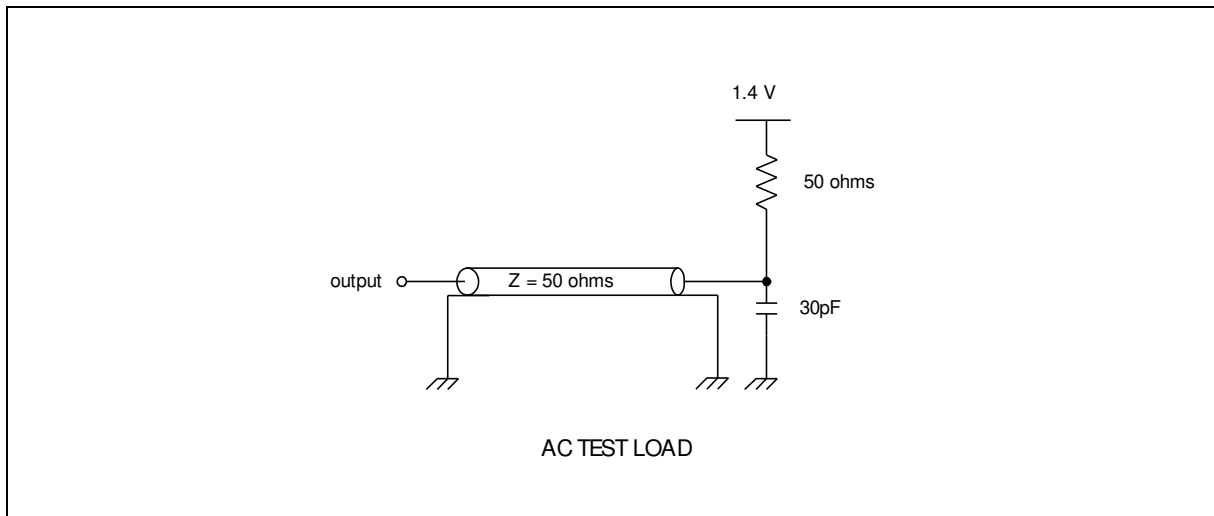 1.4 V
50 ohms
output
Z = 50 ohms
30pF
AC TEST LOAD